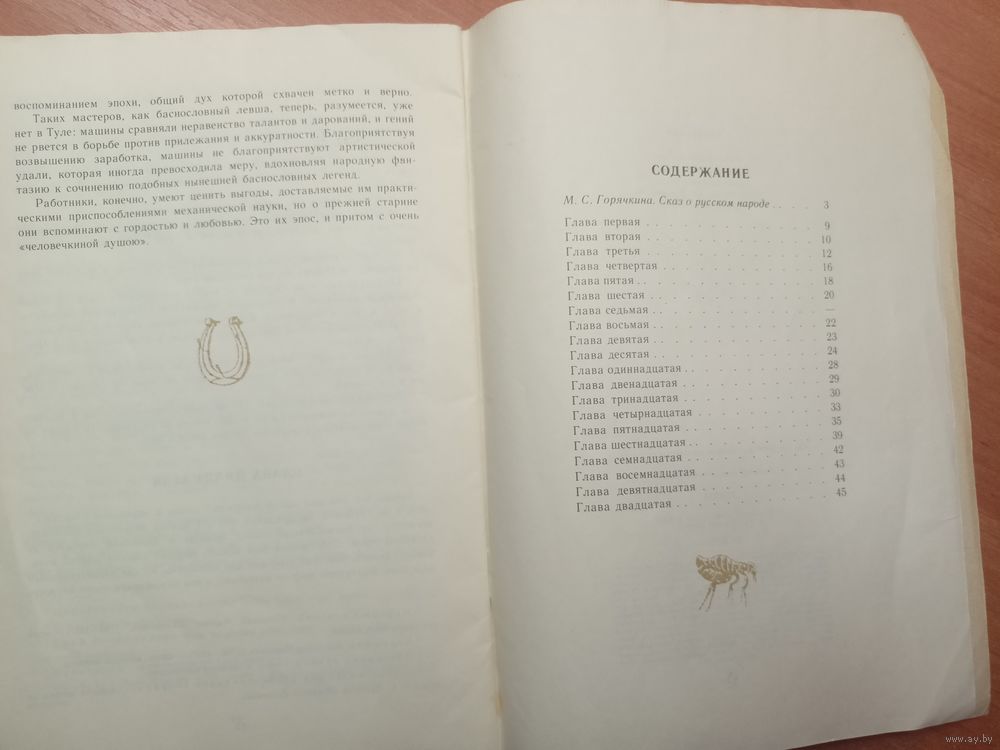 воспоминанием эпохи, общий дух которой схвачен метко и верно.
Таких мастеров, как баснословный левша, теперь, разумеется, уже
нет в Туле: машины сравняли неравенство талантов и дарований, и гений
не рвется в борьбе против прилежания и аккуратности. Благоприятствуя
возвышению заработка, машины не благоприятствуют артистической
удали, которая иногда превосходила меру, вдохновляя народную фан-
тазию к сочинению подобных нынешней баснословных легенд.
Работники, конечно, умеют ценить выгоды, доставляемые им практи-
ческими приспособлениями механической науки, но о прежней старине
они вспоминают с гордостью и любовью. Это их эпос, и притом с очень
«человечкиной душою».
СОДЕРЖАНИЕ
М. С. Горячкина. Сказ о русском народе . . . . 3
Глава первая . . . . . . . . . . . 9
Глава вторая . . . . . . . . . . . 10
Глава третья . . . . . . . . . . . 12
Глава четвертая . . . . . . . . . . 16
Глава пятая . . . . . . . . . . . 18
Глава шестая . . . . . . . . . . . 20
Глава седьмая . . . . . . . . . . . —
Глава восьмая . . . . . . . . . . . 22
Глава девятая . . . . . . . . . . . 23
Глава десятая . . . . . . . . . . . 24
Глава одиннадцатая . . . . . . . . . 28
Глава двенадцатая . . . . . . . . . 29
Глава тринадцатая . . . . . . . . . 30
Глава четырнадцатая . . . . . . . . 33
Глава пятнадцатая . . . . . . . . . 35
Глава шестнадцатая . . . . . . . . . 39
Глава семнадцатая . . . . . . . . . 42
Глава восемнадцатая . . . . . . . . 43
Глава девятнадцатая . . . . . . . . 44
Глава двадцатая . . . . . . . . . . 45
www.ay.by